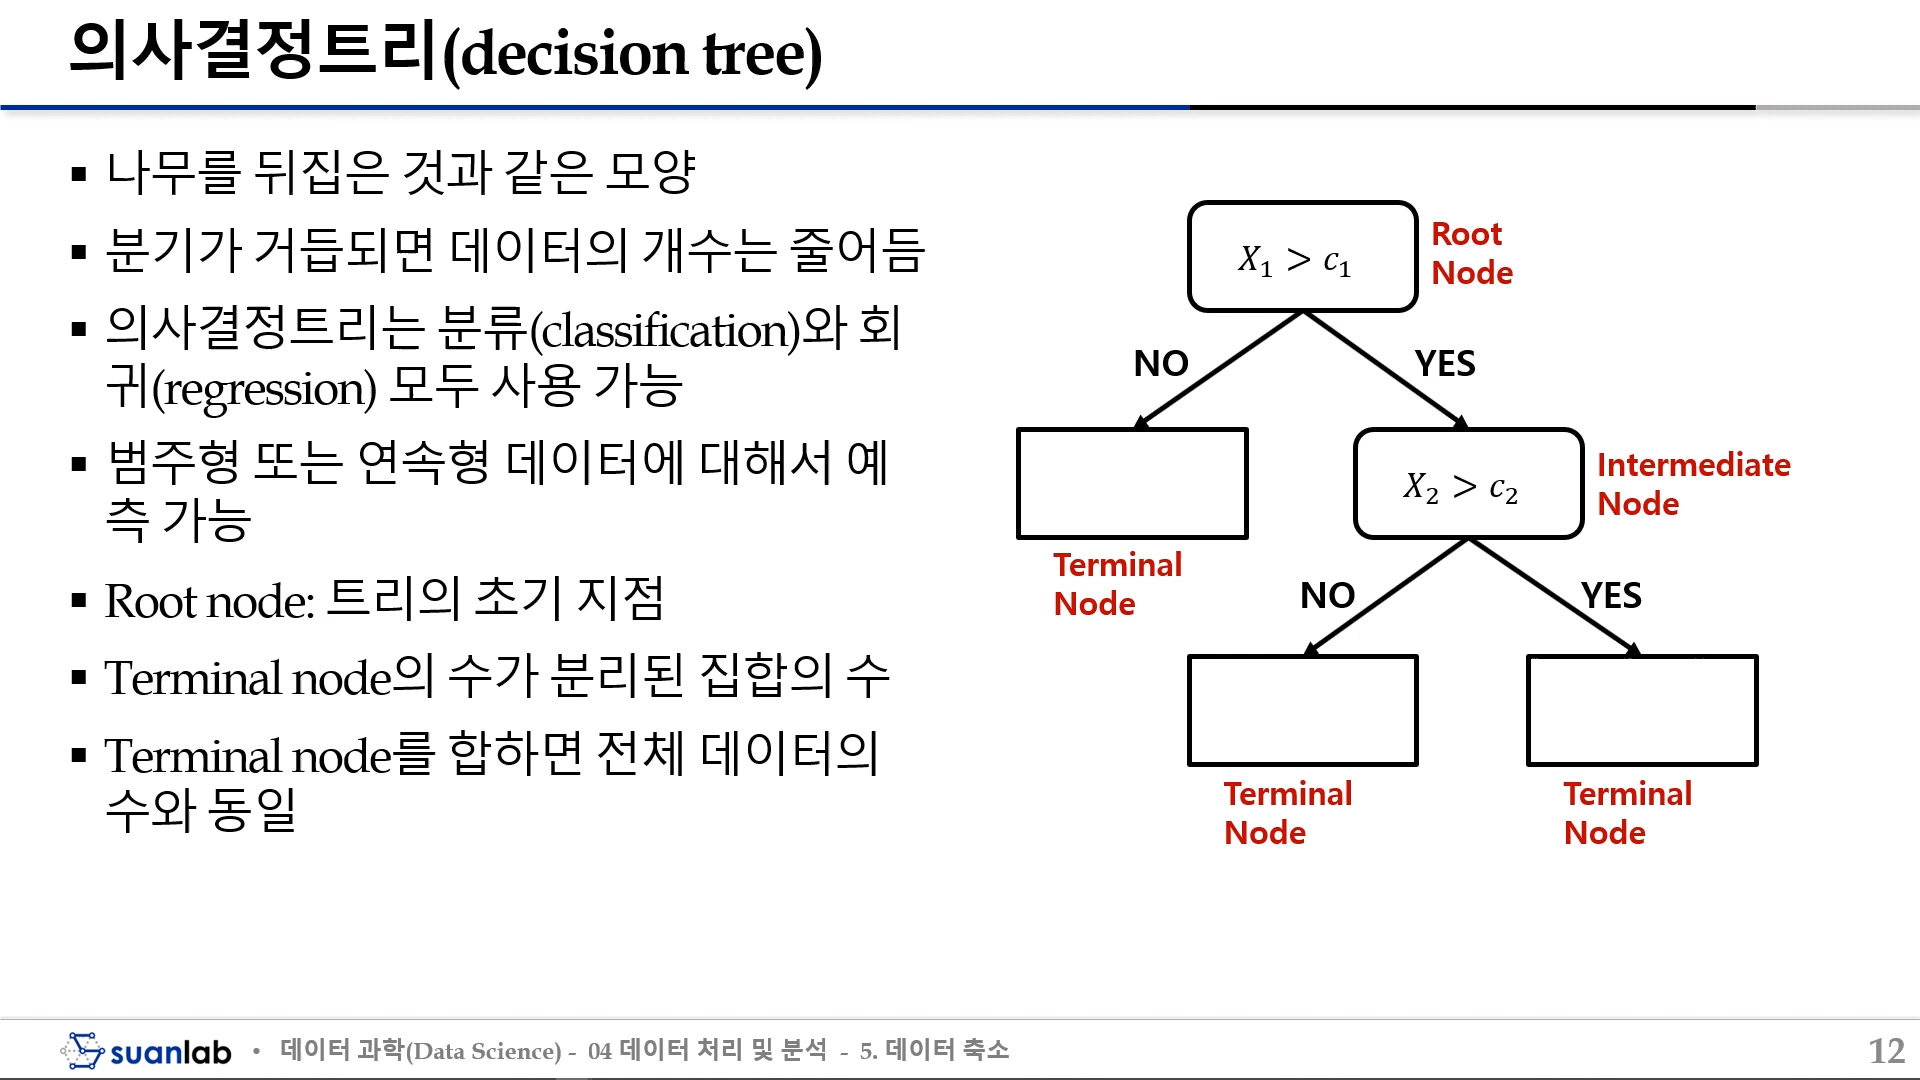 의사결정트리(decision tree)
▪ 나무를 뒤집은 것과 같은 모양
▪ 분기가 거듭되면 데이터의 개수는 줄어듬
▪ 의사결정트리는 분류(classification)와 회
귀(regression) 모두 사용 가능
▪ 범주형 또는 연속형 데이터에 대해서 예
측 가능
▪ Root node: 트리의 초기 지점
▪ Terminal node의 수가 분리된 집합의 수
▪ Terminal node를 합하면 전체 데이터의
수와 동일
X₁ > c₁
Root
Node
NO
YES
X₂ > c₂
Intermediate
Node
Terminal
Node
NO
YES
Terminal
Node
Terminal
Node
suanlab • 데이터 과학(Data Science) - 04 데이터 처리 및 분석 - 5. 데이터 축소
12